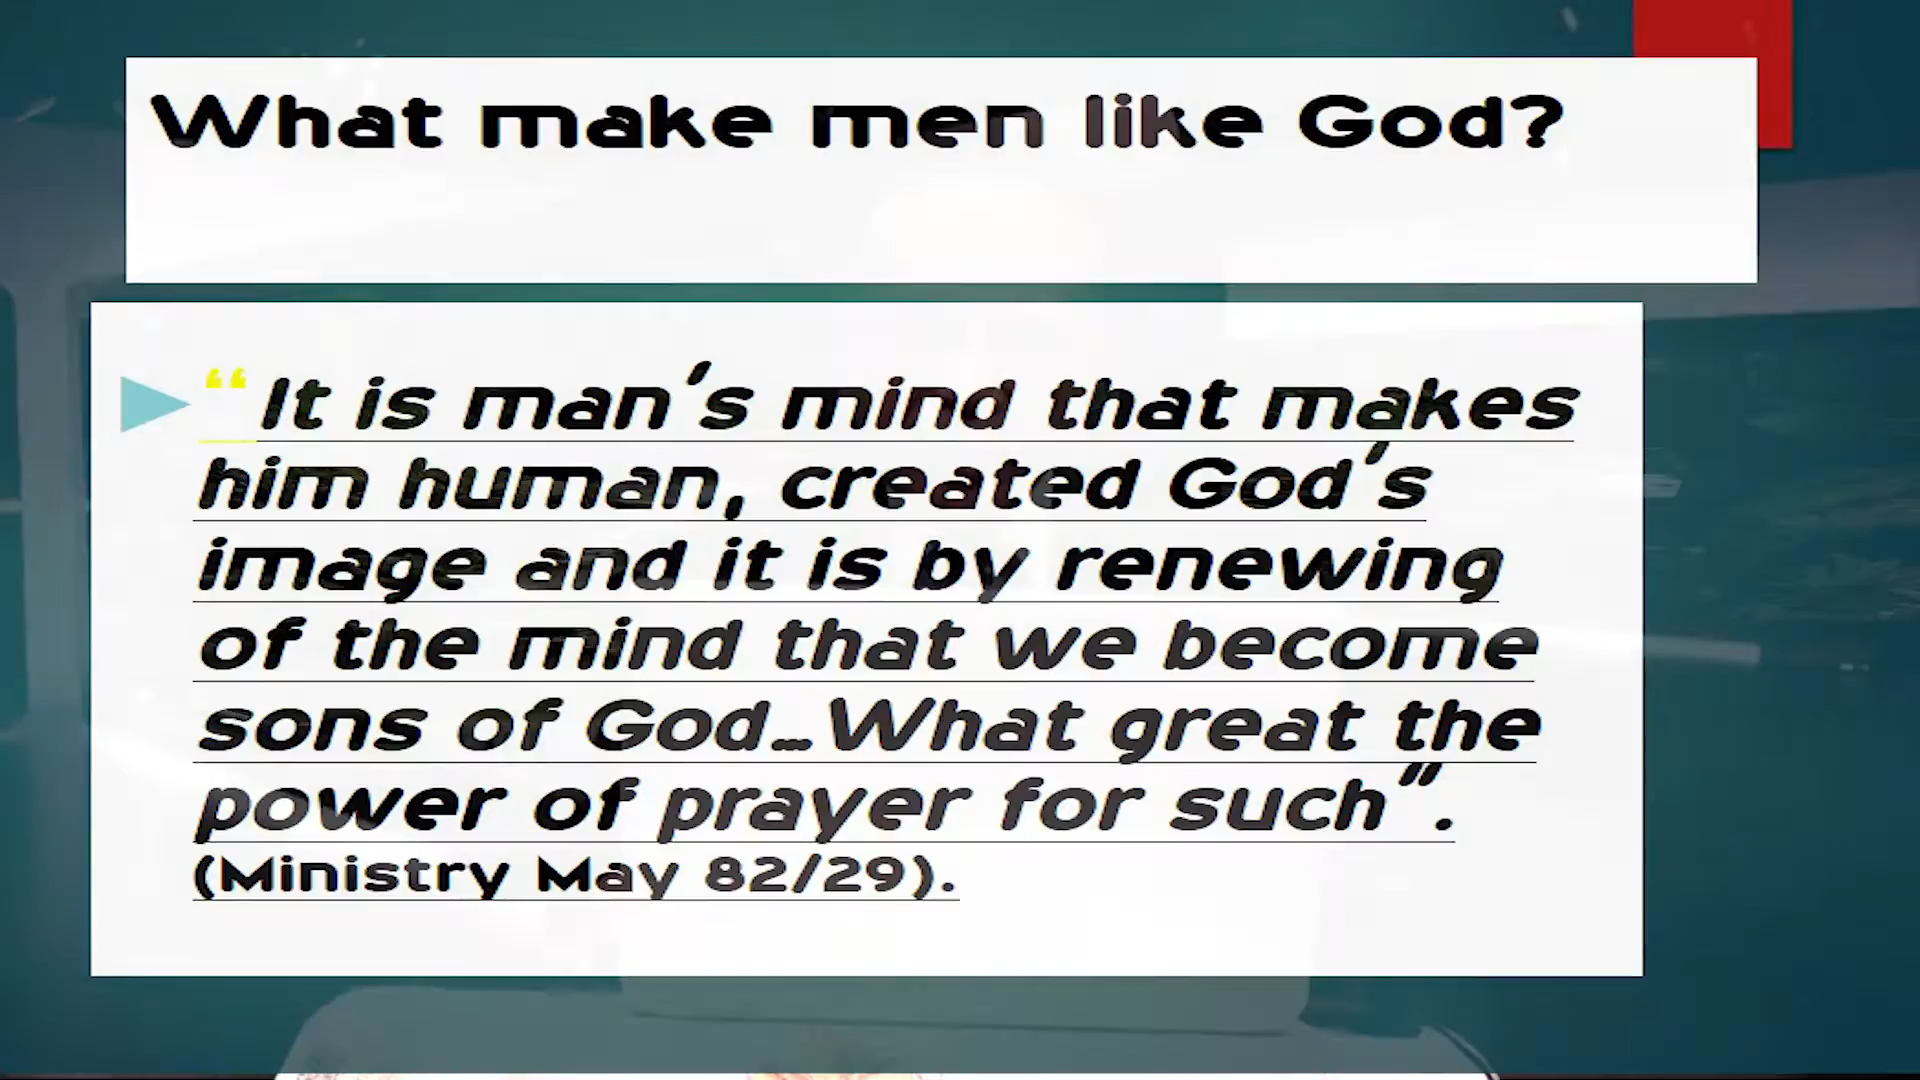 What make men like God?
“It is man's mind that makes
him human, created God's
image and it is by renewing
of the mind that we become
sons of God…What great the
power of prayer for such”.
(Ministry May 82/29).